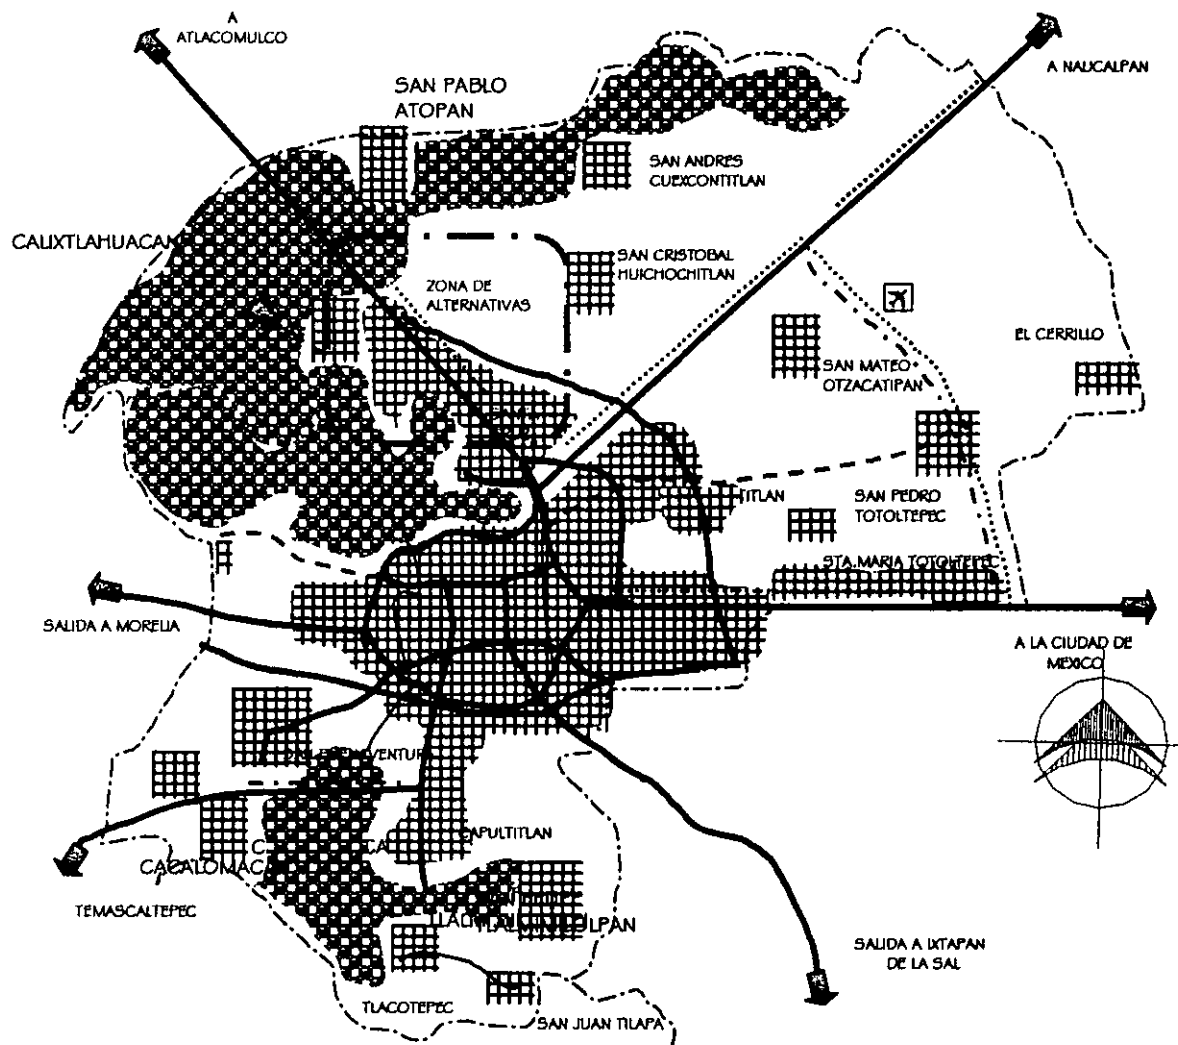 A
ATLACOMULCO
A NAUCALPAN
SAN PABLO
ATOPAN
SAN ANDRES
CUEXCONTITLAN
CALIXTLAHUACAN
SAN CRISTOBAL
HUICHOCHITLAN
ZONA DE
ALTERNATIVAS
EL CERRILLO
SAN MATEO
OTZACATIPAN
TITLAN
SAN PEDRO
TOTOLTEPEC
STA. MARIA TOTOLTEPEC
SALIDA A MORELIA
A LA CIUDAD DE
MEXICO
CAPULTITLAN
TEMASCALTEPEC
SALIDA A IXTAPAN
DE LA SAL
TLACOTEPEC
SAN JUAN TILAPA